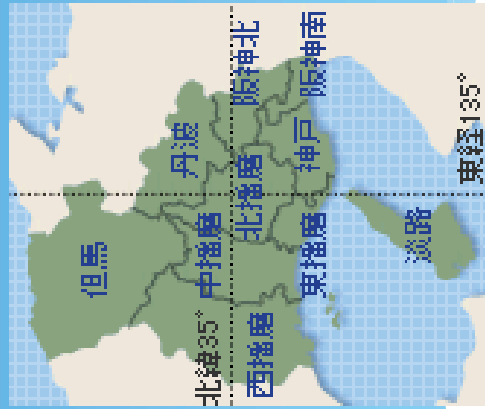 但馬
丹波
阪神北
阪神南
神戸
北播磨
中播磨
東播磨
西播磨
淡路
北緯35°
東経135°